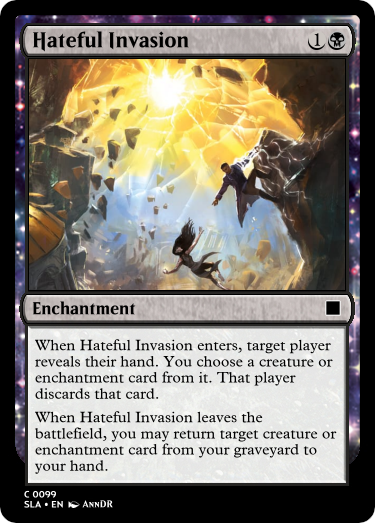 Hateful Invasion 1
Enchantment
When Hateful Invasion enters, target player
reveals their hand. You choose a creature or
enchantment card from it. That player
discards that card.
When Hateful Invasion leaves the
battlefield, you may return target creature or
enchantment card from your graveyard to
your hand.
C 0099
SLA • EN AnnDR